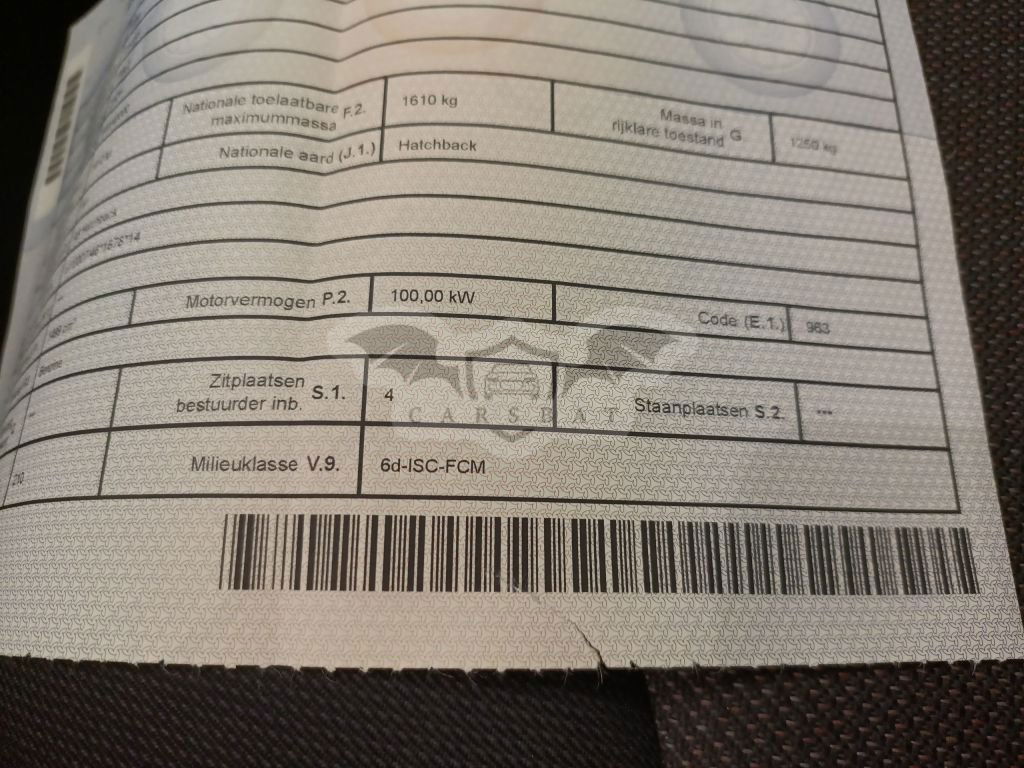 Nationale toelaatbare F.2. 1610 kg Massa in G
maximummassa rijklare toestand 1250 kg
Nationale aard (J.1.) Hatchback
Motorvermogen P.2. 100,00 kW Code (E.1.) 963
Zitplaatsen S.1. 4 Staanplaatsen S.2. ---
bestuurder inb.
CARSBAT
Milieuklasse V.9. 6d-ISC-FCM